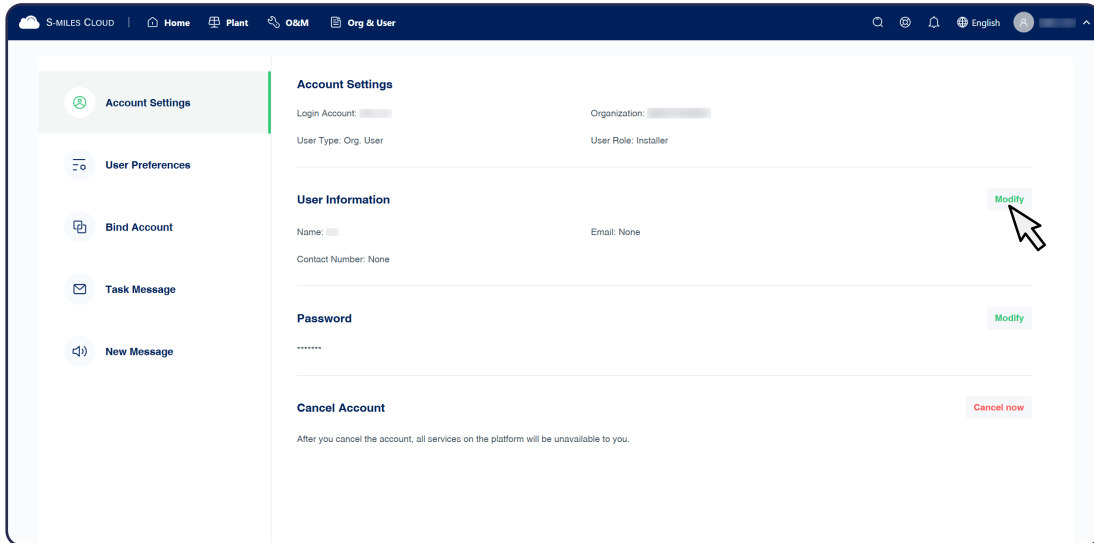 S-MILES CLOUD | Home Plant O&M Org & User English A
Account Settings
User Preferences
Bind Account
Task Message
New Message
Account Settings
Login Account: Organization:
User Type: Org. User User Role: Installer
User Information Modify
Name: Email: None
Contact Number: None
Password Modify
*******
Cancel Account Cancel now
After you cancel the account, all services on the platform will be unavailable to you.